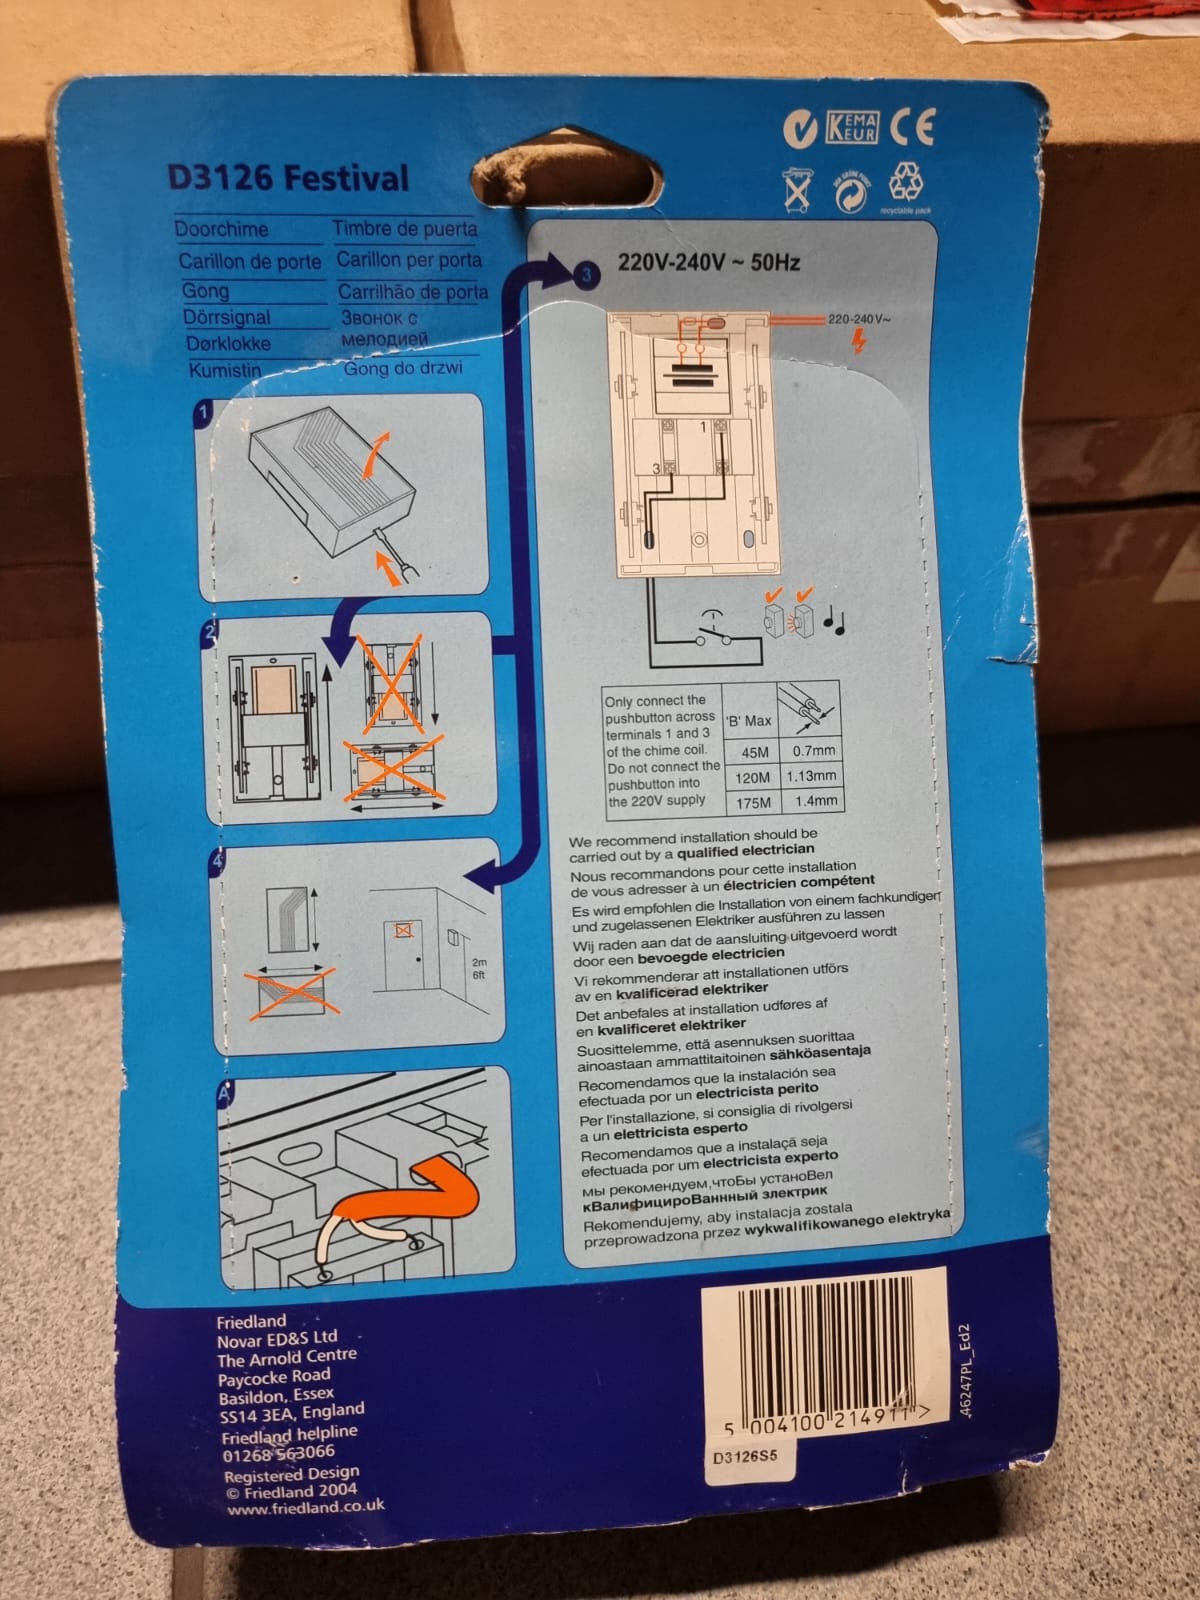 D3126 Festival
Doorchime
Timbre de puerta
Carillon de porte
Carillon per porta
Gong
Carrilhão de porta
Dörrsignal
Звонок с
мелодией
Dørklokke
Kumistin
Gong do drzwi
KEMA
EUR
CE
DER GRÜNE PUNKT
recyclable pack
1
2
4
A
2m
6ft
3
220V-240V ~ 50Hz
220-240V~
1
3
Only connect the
pushbutton across
terminals 1 and 3
of the chime coil.
Do not connect the
pushbutton into
the 220V supply
'B' Max
45M 0.7mm
120M 1.13mm
175M 1.4mm
We recommend installation should be
carried out by a qualified electrician
Nous recommandons pour cette installation
de vous adresser à un électricien compétent
Es wird empfohlen die Installation von einem fachkundigen
und zugelassenen Elektriker ausführen zu lassen
Wij raden aan dat de aansluiting uitgevoerd wordt
door een bevoegde electricien
Vi rekommenderar att installationen utförs
av en kvalificerad elektriker
Det anbefales at installation udføres af
en kvalificeret elektriker
Suosittelemme, että asennuksen suorittaa
ainoastaan ammattitaitoinen sähköasentaja
Recomendamos que la instalación sea
efectuada por un electricista perito
Per l'installazione, si consiglia di rivolgersi
a un elettricista esperto
Recomendamos que a instalaçã seja
efectuada por um electricista experto
мы рекомендуем,чтоБы устаноВел
кВалифицироВаннный злектрик
Rekomendujemy, aby instalacja zostala
przeprowadzona przez wykwalifikowanego elektryka
Friedland
Novar ED&S Ltd
The Arnold Centre
Paycocke Road
Basildon, Essex
SS14 3EA, England
Friedland helpline
01268 563066
Registered Design
© Friedland 2004
www.friedland.co.uk
5 004100 214911 >
D3126S5
46247PL_Ed2